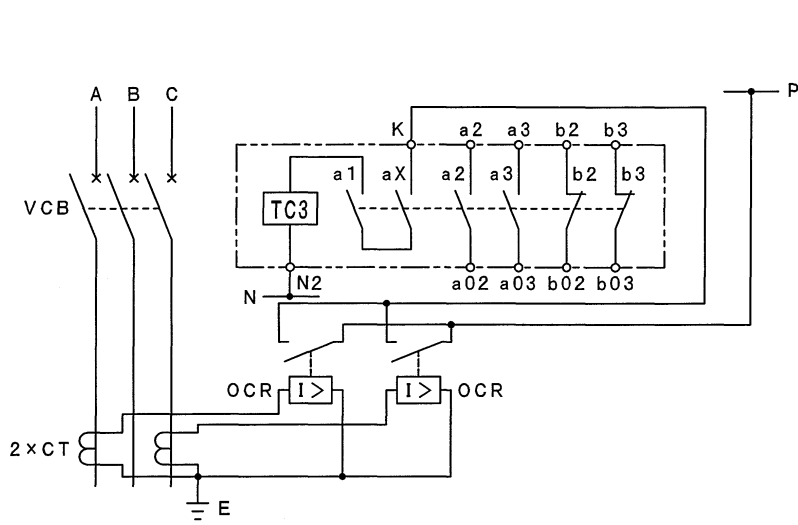 A B C
P
K a2 a3 b2 b3
a1 aX a2 a3 b2 b3
VCB
TC3
N2 a02 a03 b02 b03
N
OCR I > I > OCR
2×CT
E